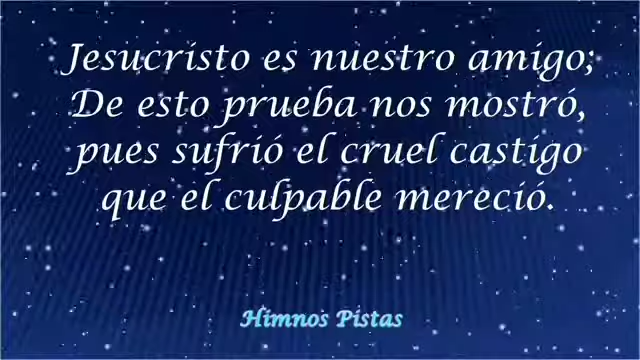 Jesucristo es nuestro amigo;
De esto prueba nos mostró,
pues sufrió el cruel castigo
que el culpable mereció.
Himnos Pistas